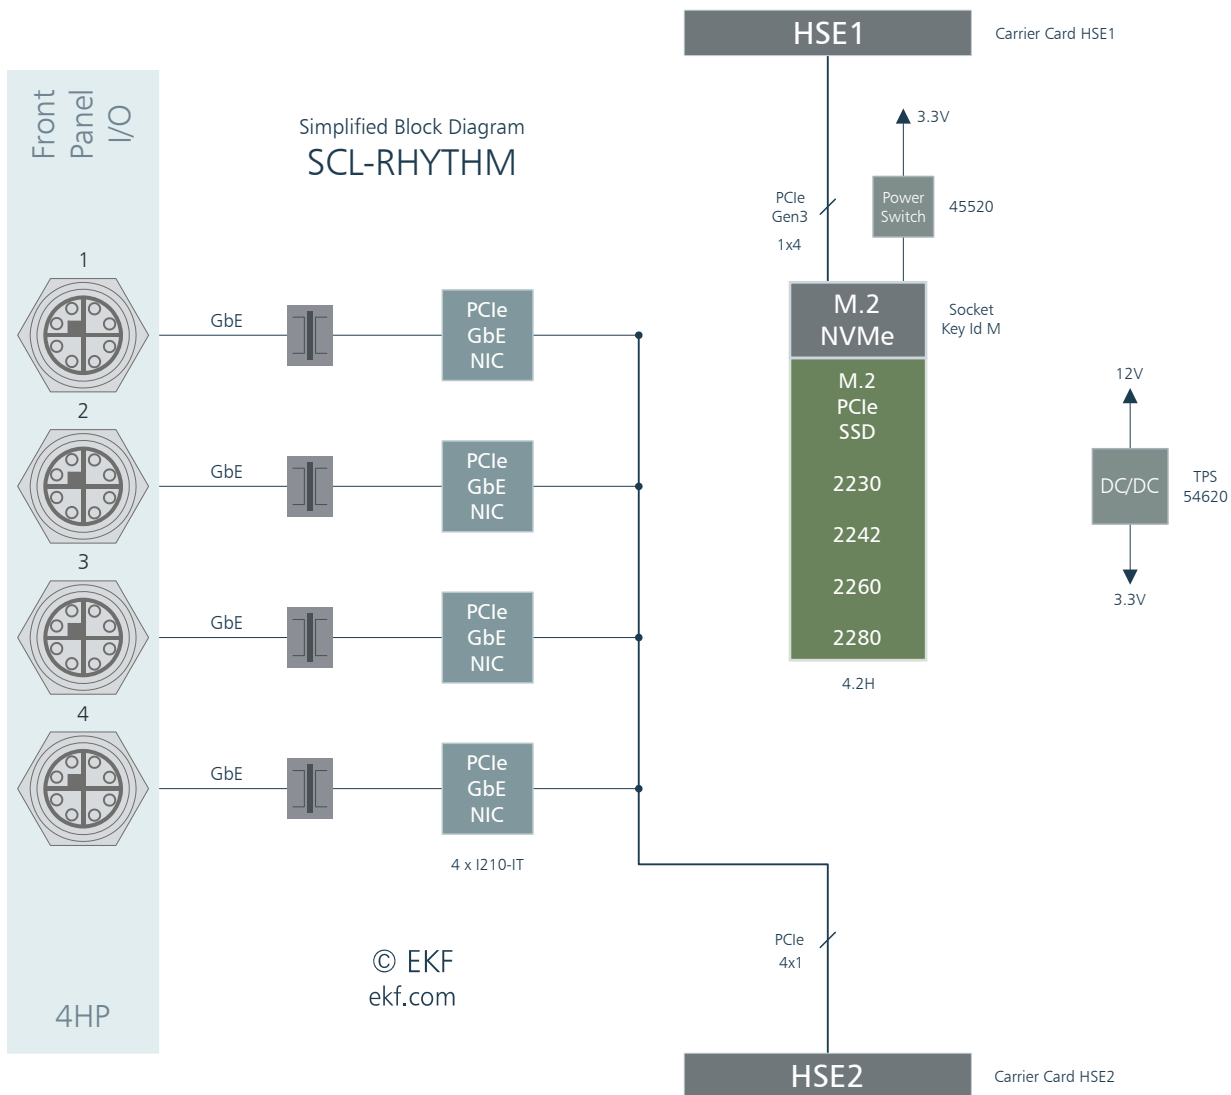 HSE1
Carrier Card HSE1
Front
Panel
I/O
Simplified Block Diagram
SCL-RHYTHM
3.3V
Power
Switch
45520
PCIe
Gen3
1x4
1
GbE
PCIe
GbE
NIC
M.2
NVMe
Socket
Key Id M
M.2
PCIe
SSD
2230
2242
2260
2280
4.2H
12V
DC/DC
TPS
54620
3.3V
2
GbE
PCIe
GbE
NIC
3
GbE
PCIe
GbE
NIC
4
GbE
PCIe
GbE
NIC
4 x I210-IT
PCIe
4x1
© EKF
ekf.com
4HP
HSE2
Carrier Card HSE2